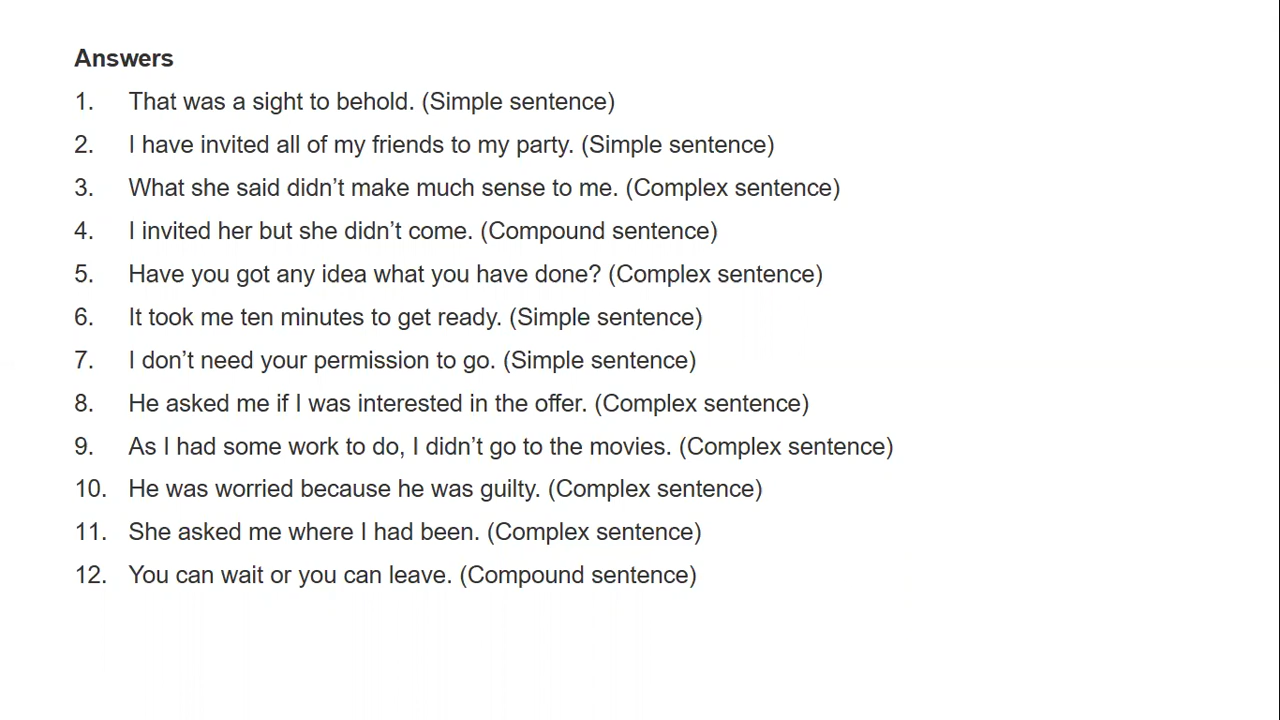 Answers
1. That was a sight to behold. (Simple sentence)
2. I have invited all of my friends to my party. (Simple sentence)
3. What she said didn’t make much sense to me. (Complex sentence)
4. I invited her but she didn’t come. (Compound sentence)
5. Have you got any idea what you have done? (Complex sentence)
6. It took me ten minutes to get ready. (Simple sentence)
7. I don’t need your permission to go. (Simple sentence)
8. He asked me if I was interested in the offer. (Complex sentence)
9. As I had some work to do, I didn’t go to the movies. (Complex sentence)
10. He was worried because he was guilty. (Complex sentence)
11. She asked me where I had been. (Complex sentence)
12. You can wait or you can leave. (Compound sentence)